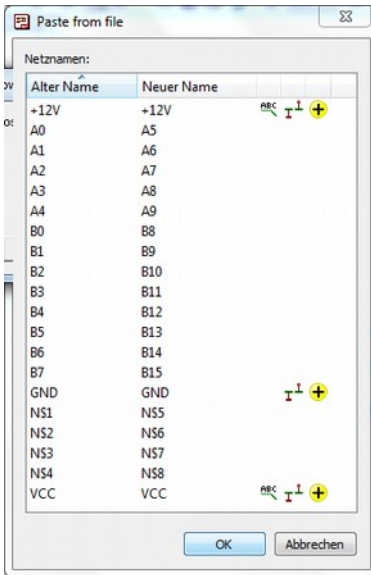 Paste from file
Netznamen:
Alter Name Neuer Name
+12V +12V ABC
A0 A5
A1 A6
A2 A7
A3 A8
A4 A9
B0 B8
B1 B9
B2 B10
B3 B11
B4 B12
B5 B13
B6 B14
B7 B15
GND GND
N$1 N$5
N$2 N$6
N$3 N$7
N$4 N$8
VCC VCC ABC
OK Abbrechen